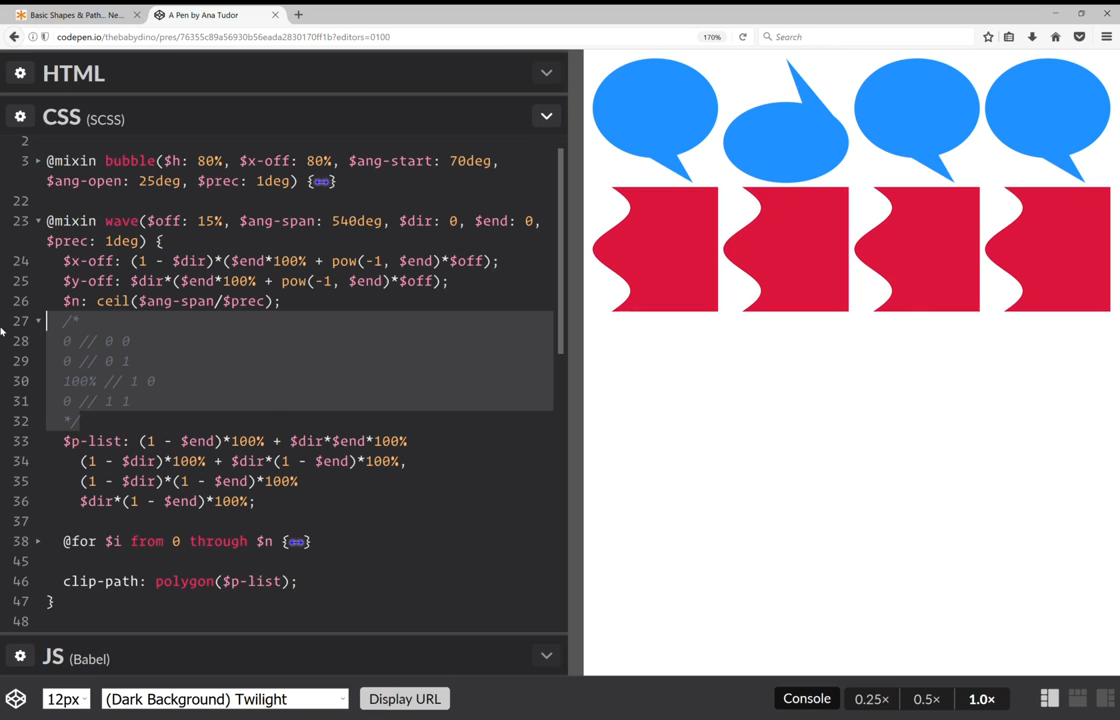 Basic Shapes & Path... Ne...
A Pen by Ana Tudor
codepen.io/thebabydino/pres/76355c89a56930b56eada2830170ff1b?editors=0100
170%
Search
HTML
CSS (SCSS)
2
3 @mixin bubble($h: 80%, $x-off: 80%, $ang-start: 70deg,
$ang-open: 25deg, $prec: 1deg) {}
22
23 @mixin wave($off: 15%, $ang-span: 540deg, $dir: 0, $end: 0,
$prec: 1deg) {
24 $x-off: (1 - $dir)*($end*100% + pow(-1, $end)*$off);
25 $y-off: $dir*($end*100% + pow(-1, $end)*$off);
26 $n: ceil($ang-span/$prec);
27 /*
28 0 // 0 0
29 0 // 0 1
30 100% // 1 0
31 0 // 1 1
32 */
33 $p-list: (1 - $end)*100% + $dir*$end*100%
34 (1 - $dir)*100% + $dir*(1 - $end)*100%,
35 (1 - $dir)*(1 - $end)*100%
36 $dir*(1 - $end)*100%;
37
38 @for $i from 0 through $n {}
45
46 clip-path: polygon($p-list);
47 }
48
JS (Babel)
12px
(Dark Background) Twilight
Display URL
Console
0.25×
0.5×
1.0×